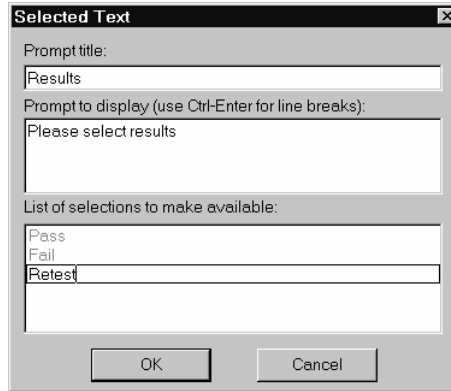 Selected Text
Prompt title:
Results
Prompt to display (use Ctrl-Enter for line breaks):
Please select results
List of selections to make available:
Pass
Fail
Retest
OK Cancel